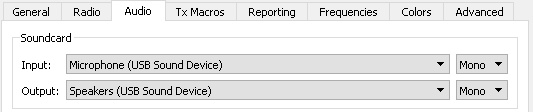 General Radio Audio Tx Macros Reporting Frequencies Colors Advanced
Soundcard
Input: Microphone (USB Sound Device) Mono
Output: Speakers (USB Sound Device) Mono